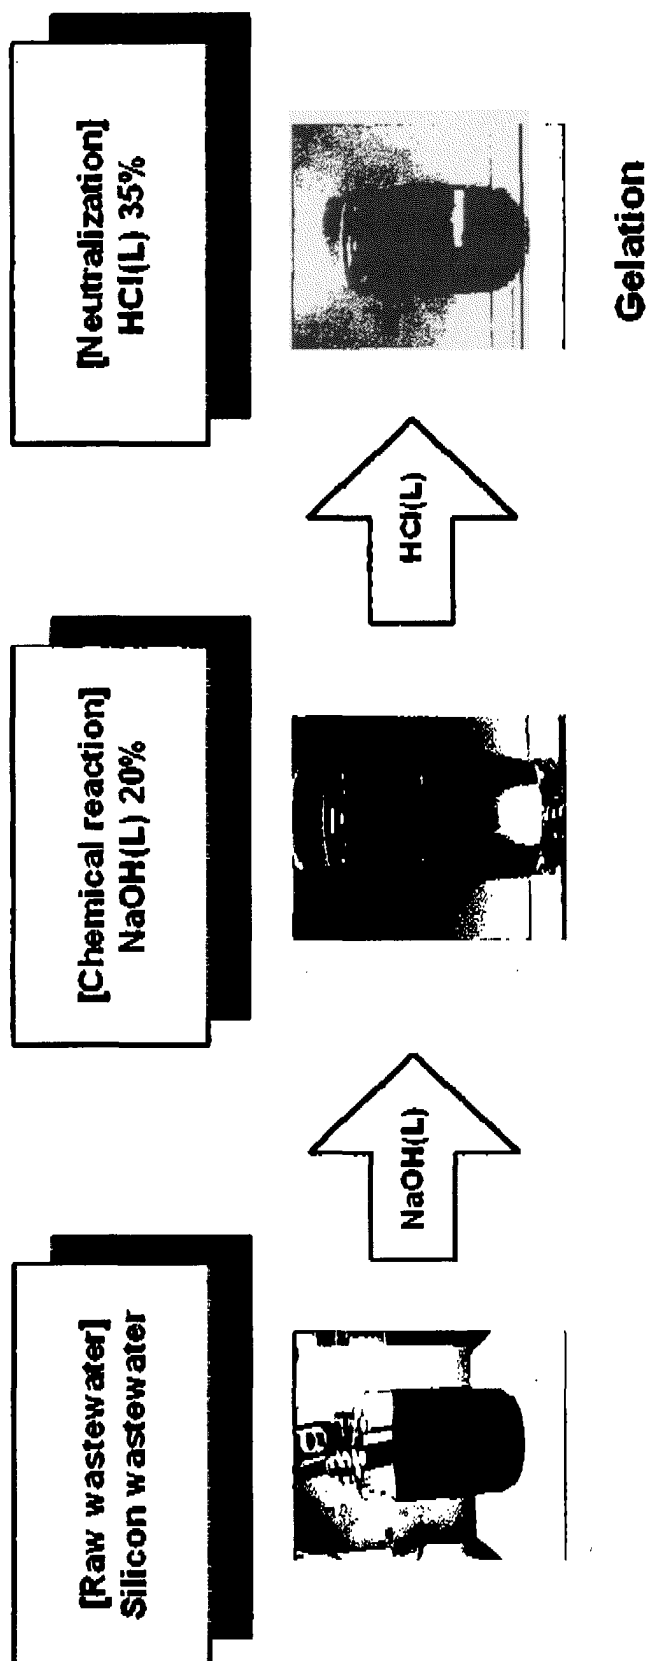 [Raw wastewater]
Silicon wastewater
NaOH(L)
[Chemical reaction]
NaOH(L) 20%
HCl(L)
[Neutralization]
HCl(L) 35%
Gelation